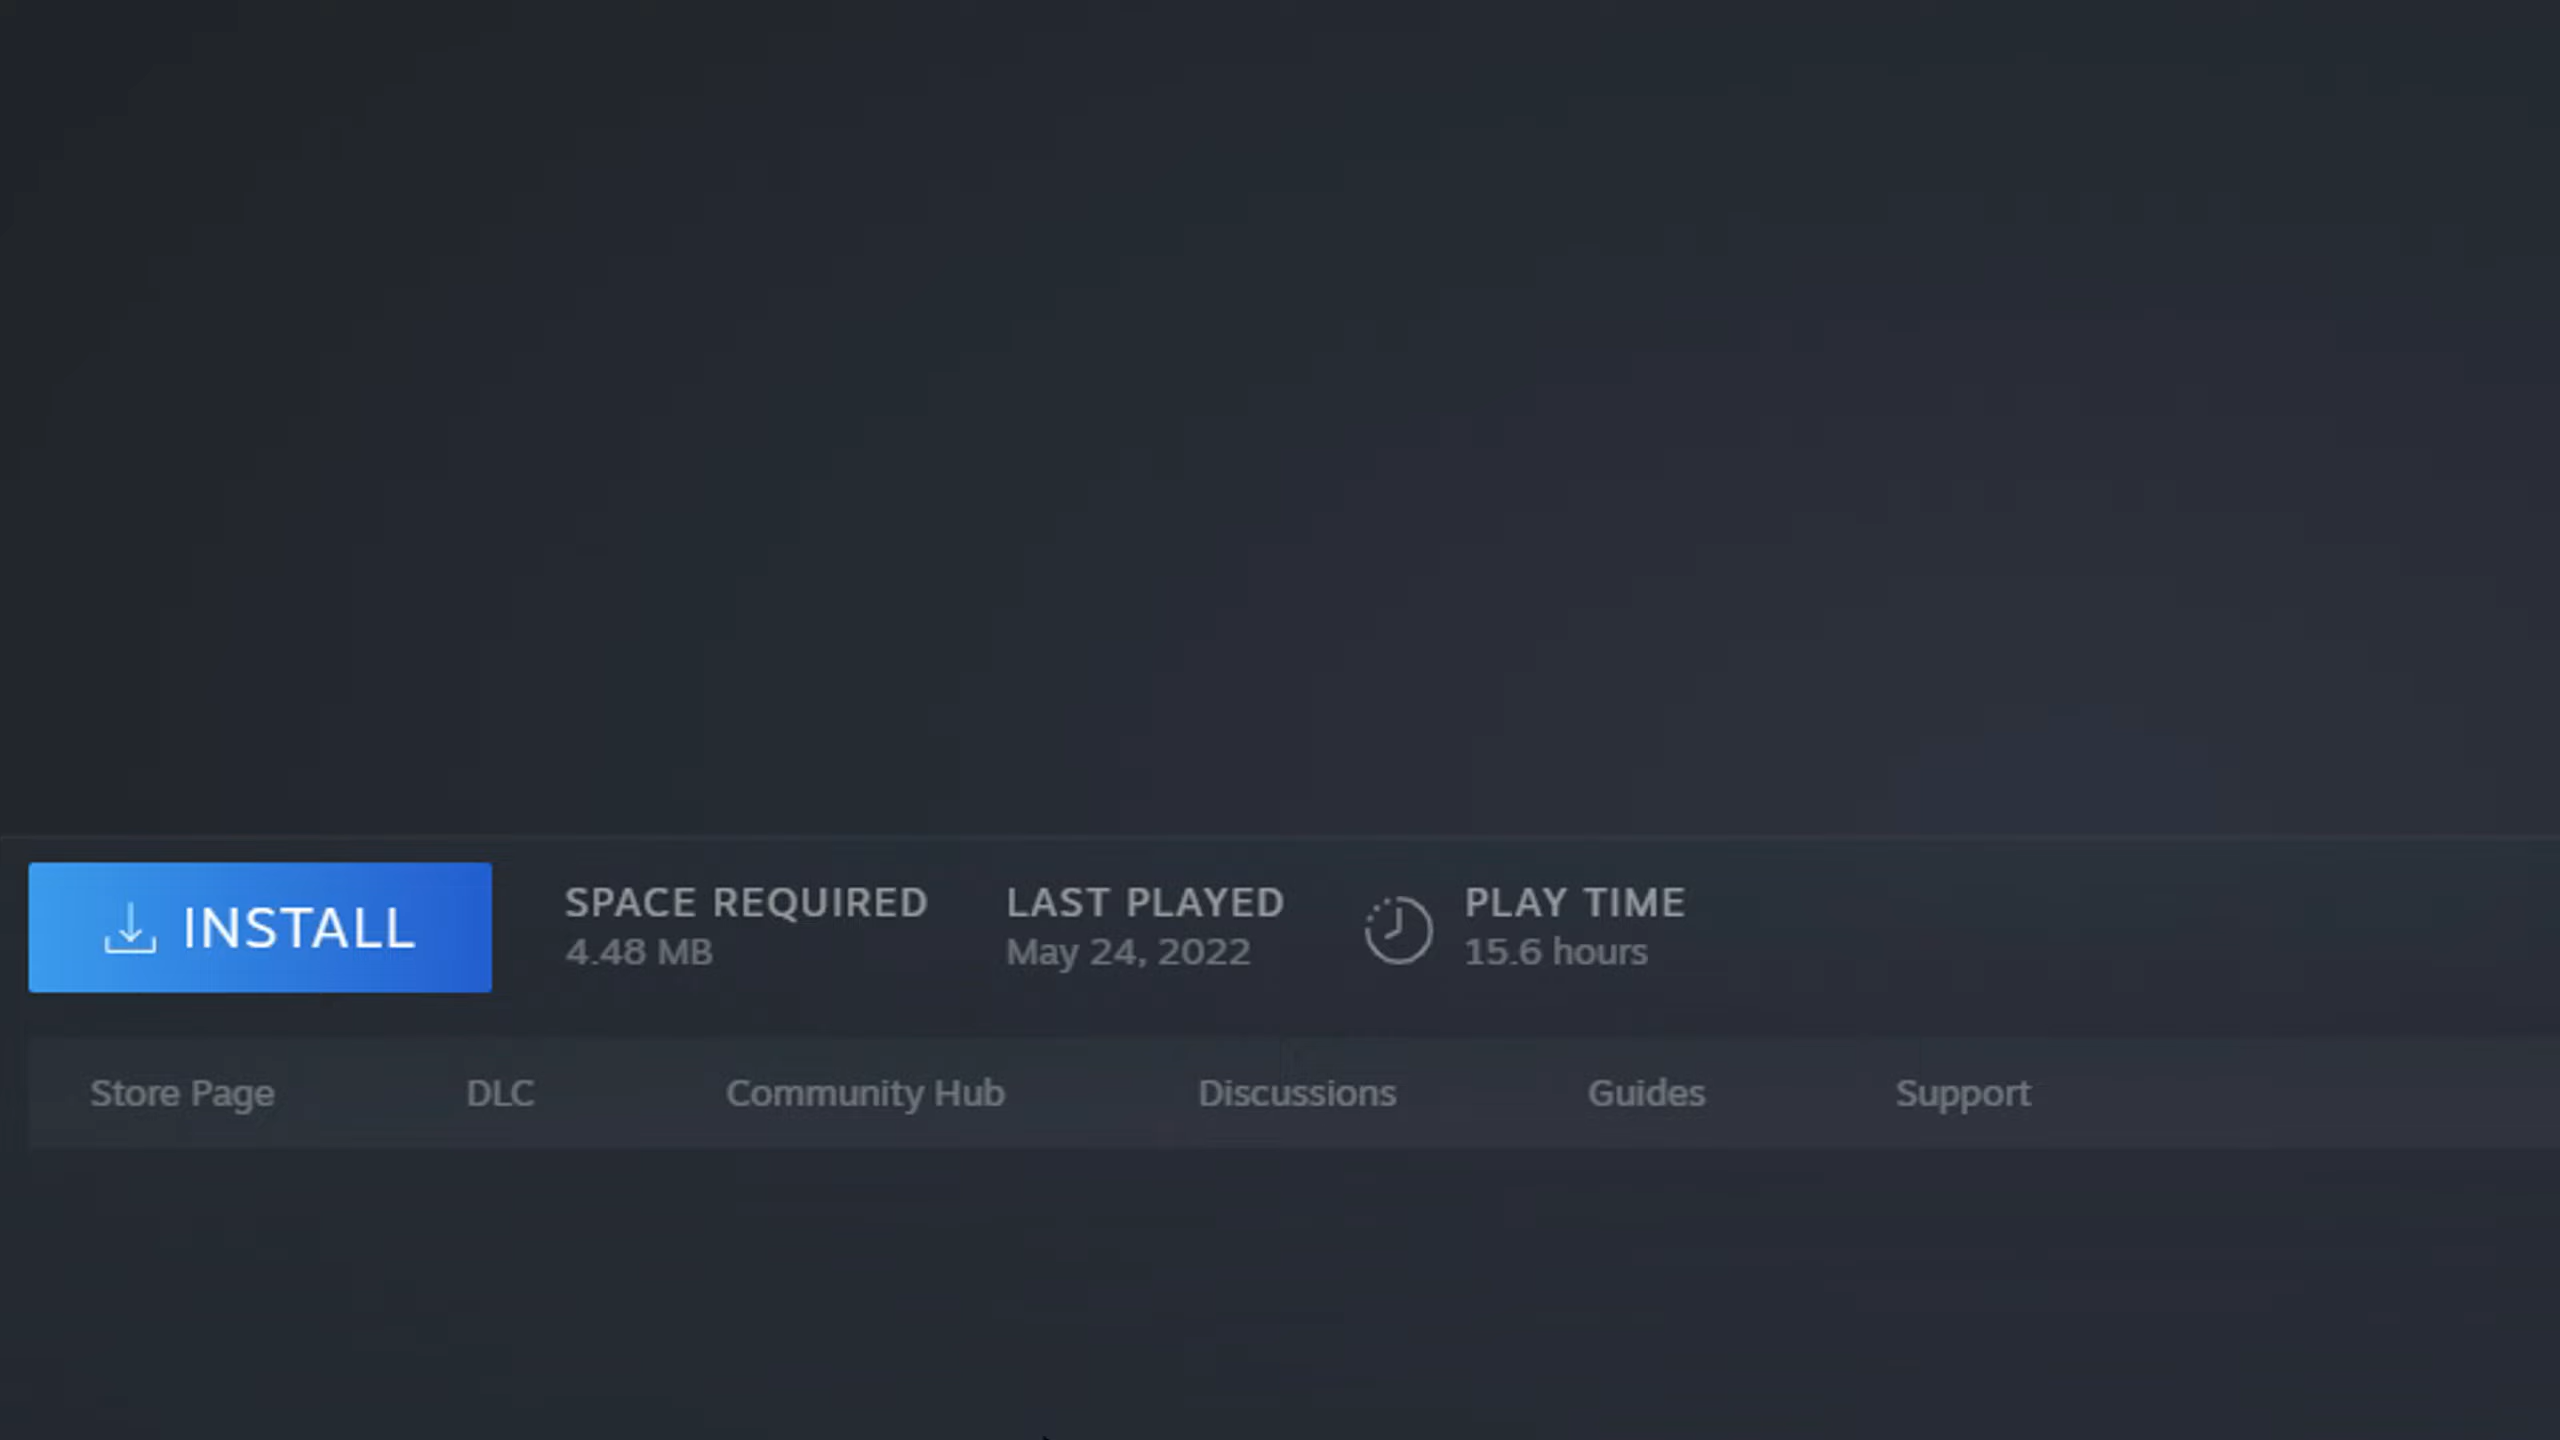 INSTALL
SPACE REQUIRED
4.48 MB
LAST PLAYED
May 24, 2022
PLAY TIME
15.6 hours
Store Page DLC Community Hub Discussions Guides Support